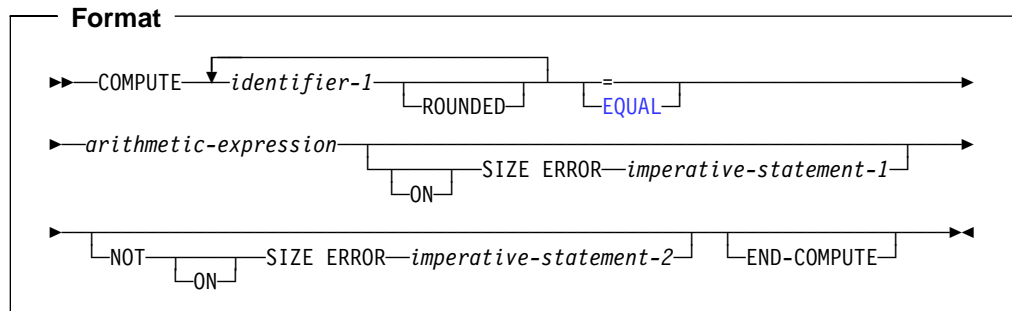 Format
COMPUTE identifier-1 ROUNDED =
EQUAL
arithmetic-expression ON SIZE ERROR imperative-statement-1
NOT ON SIZE ERROR imperative-statement-2 END-COMPUTE